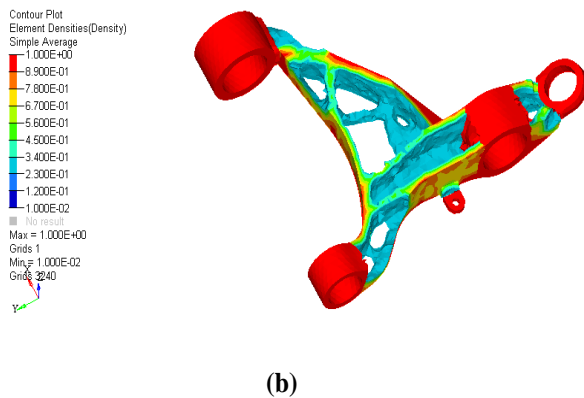 Contour Plot
Element Densities(Density)
Simple Average
1.000E+00
8.900E-01
7.800E-01
6.700E-01
5.600E-01
4.500E-01
3.400E-01
2.300E-01
1.200E-01
1.000E-02
No result
Max = 1.000E+00
Grids 1
Min = 1.000E-02
Grids 3240
X
Z
Y
(b)